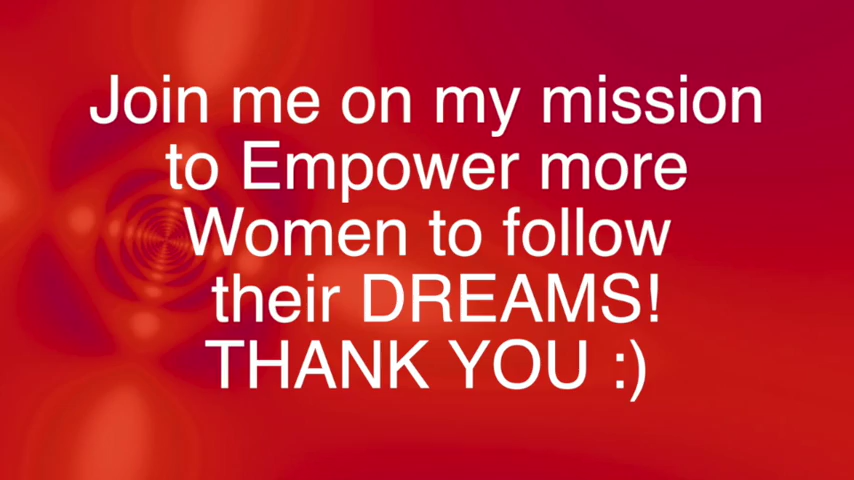 Join me on my mission
to Empower more
Women to follow
their DREAMS!
THANK YOU :)